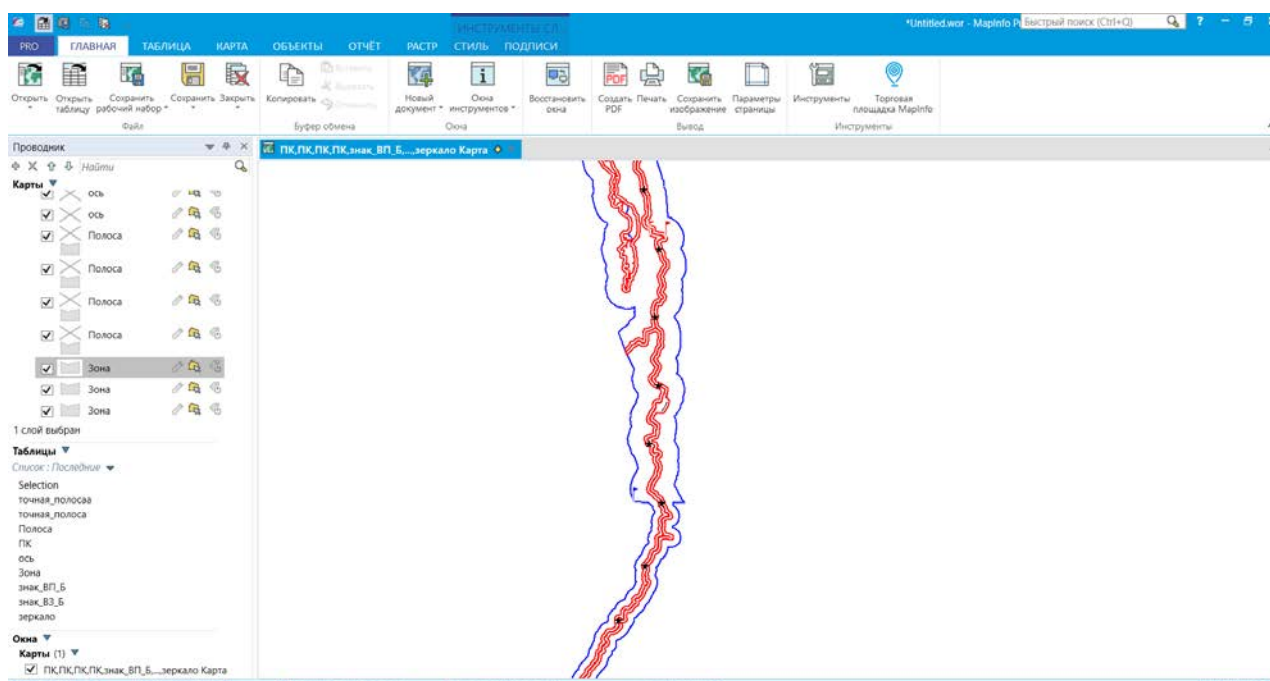 *Untitled.wor - MapInfo P
Быстрый поиск (Ctrl+Q)
PRO ГЛАВНАЯ ТАБЛИЦА КАРТА ОБЪЕКТЫ ОТЧЁТ РАСТР СТИЛЬ ПОДПИСИ
Открыть
Открыть таблицу
Сохранить рабочий набор
Сохранить
Закрыть
Копировать
Вставить
Вырезать
Отменить
Новый документ
Окна инструментов
Восстановить окна
Создать PDF
Печать
Сохранить изображение
Параметры страницы
Инструменты
Торговая площадка MapInfo
Файл Буфер обмена Окна Вывод Инструменты
Проводник
ПК,ПК,ПК,ПК,знак_ВП_Б,...,зеркало Карта
Найти
Карты
ось
ось
Полоса
Полоса
Полоса
Полоса
Зона
Зона
Зона
1 слой выбран
Таблицы
Список : Последние
Selection
точная_полосаа
точная_полоса
Полоса
ПК
ось
Зона
знак_ВП_Б
знак_ВЗ_Б
зеркало
Окна
Карты (1)
ПК,ПК,ПК,ПК,знак_ВП_Б,...,зеркало Карта